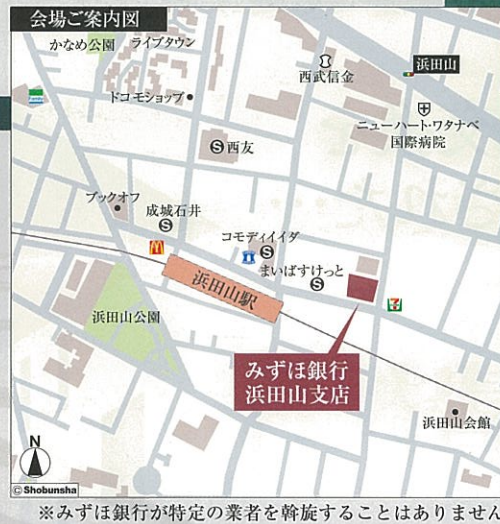 会場ご案内図
かなめ公園
ライブタウン
西武信金
浜田山
ドコモショップ
ニューハート・ワタナベ
国際病院
S西友
ブックオフ
成城石井
S
コモディイイダ
S
まいばすけっと
S
浜田山駅
7
浜田山公園
みずほ銀行
浜田山支店
浜田山会館
N
© Shobunsha
※みずほ銀行が特定の業者を斡旋することはありません